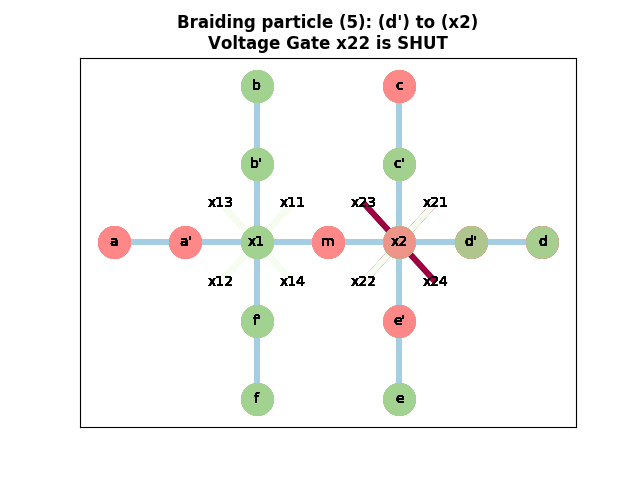 Braiding particle (5): (d') to (x2)
Voltage Gate x22 is SHUT
b c
b' c'
x13 x11 x23 x21
a a' x1 m x2 d' d
x12 x14 x22 x24
f' e'
f e